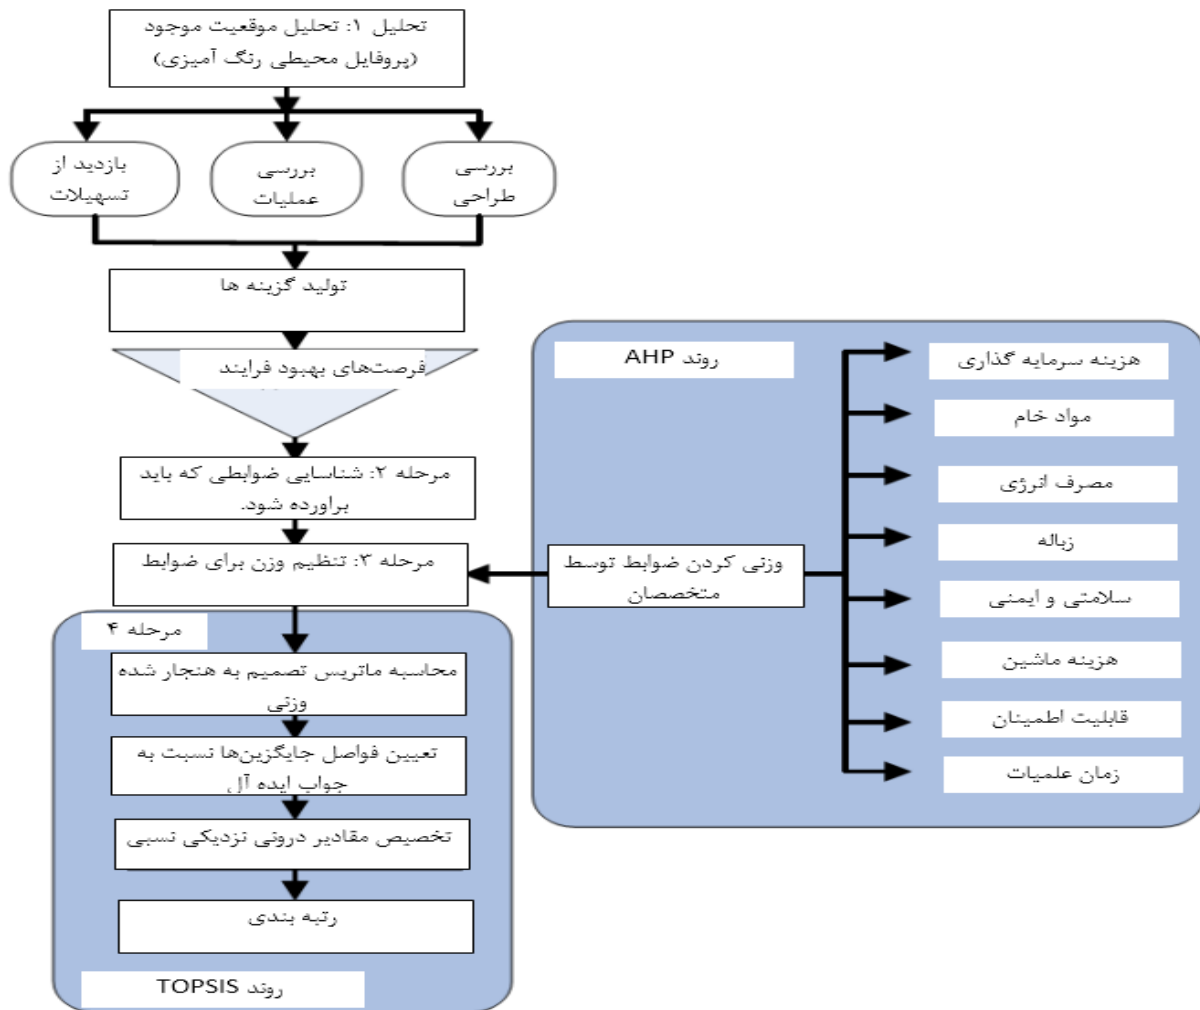 تحلیل ۱: تحلیل موقعیت موجود
(پروفایل محیطی رنگ آمیزی)
بررسی
طراحی
بررسی
عملیات
بازدید از
تسهیلات
تولید گزینه ها
فرصت‌های بهبود فرایند
مرحله ۲: شناسایی ضوابطی که باید
براورده شود.
مرحله ۳: تنظیم وزن برای ضوابط
روند AHP
وزنی کردن ضوابط توسط
متخصصان
هزینه سرمایه گذاری
مواد خام
مصرف انرژی
زباله
سلامتی و ایمنی
هزینه ماشین
قابلیت اطمینان
زمان علمیات
مرحله ۴
محاسبه ماتریس تصمیم به هنجار شده
وزنی
تعیین فواصل جایگزین‌ها نسبت به
جواب ایده آل
تخصیص مقادیر درونی نزدیکی نسبی
رتبه بندی
روند TOPSIS